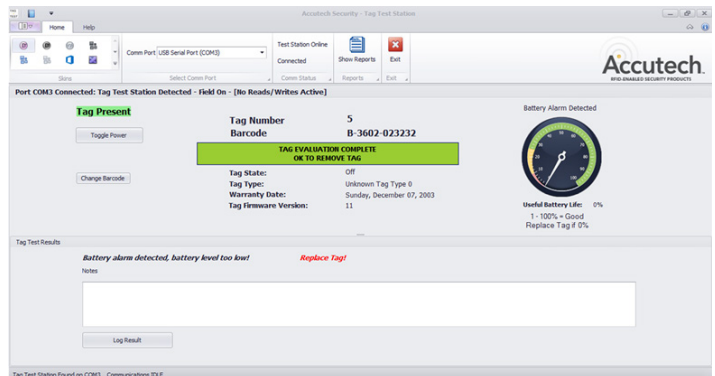 Accutech Security - Tag Test Station
Home Help
Comm Port USB Serial Port (COM3)
Test Station Online
Connected
Show Reports
Exit
Skins
Select Comm Port
Comm Status
Reports
Exit
Accutech.
RFID-ENABLED SECURITY PRODUCTS
Port COM3 Connected: Tag Test Station Detected - Field On - [No Reads/Writes Active]
Tag Present
Toggle Power
Change Barcode
Tag Number 5
Barcode B-3602-023232
TAG EVALUATION COMPLETE
OK TO REMOVE TAG
Tag State: Off
Tag Type: Unknown Tag Type 0
Warranty Date: Sunday, December 07, 2003
Tag Firmware Version: 11
Battery Alarm Detected
Useful Battery Life: 0%
1 - 100% = Good
Replace Tag if 0%
Tag Test Results
Battery alarm detected, battery level too low! Replace Tag!
Notes
Log Result
Tag Test Station Found on COM3 Communications IDLE